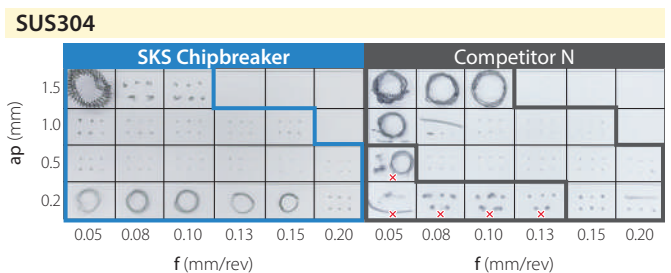 SUS304
SKS Chipbreaker
Competitor N
ap (mm)
1.5
1.0
0.5
0.2
0.05 0.08 0.10 0.13 0.15 0.20
0.05 0.08 0.10 0.13 0.15 0.20
f (mm/rev)
f (mm/rev)